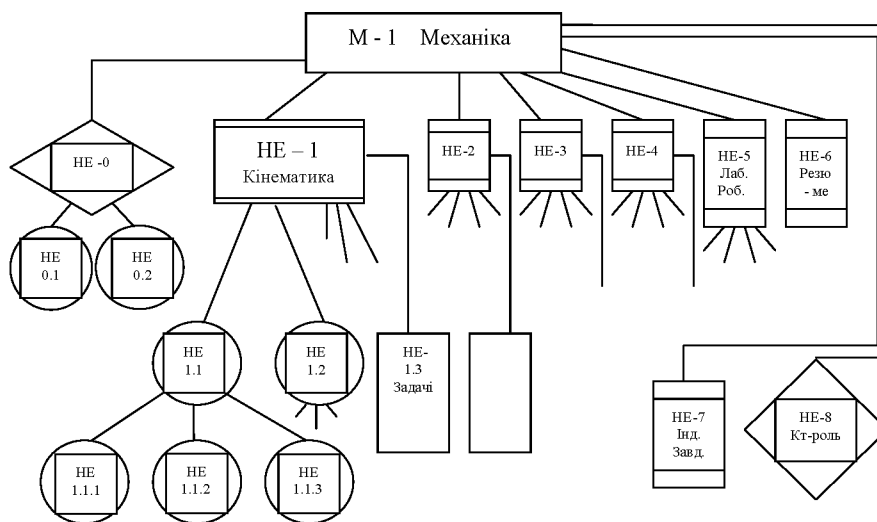 М - 1 Механіка
НЕ -0
НЕ – 1
Кінематика
НЕ-2
НЕ-3
НЕ-4
НЕ-5
Лаб.
Роб.
НЕ-6
Резю
- ме
НЕ
0.1
НЕ
0.2
НЕ
1.1
НЕ
1.2
НЕ-
1.3
Задачі
НЕ-7
Інд.
Завд.
НЕ-8
Кт-роль
НЕ
1.1.1
НЕ
1.1.2
НЕ
1.1.3